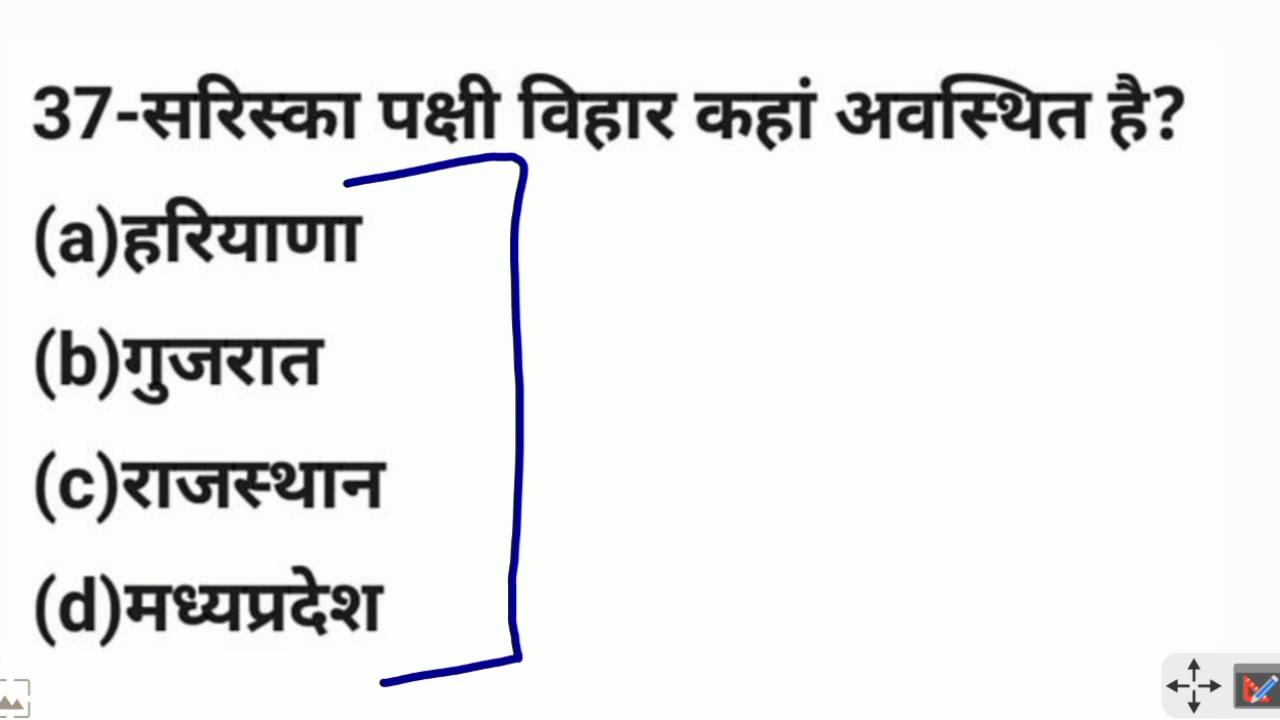 37-सरिस्का पक्षी विहार कहां अवस्थित है?
(a)हरियाणा
(b)गुजरात
(c)राजस्थान
(d)मध्यप्रदेश